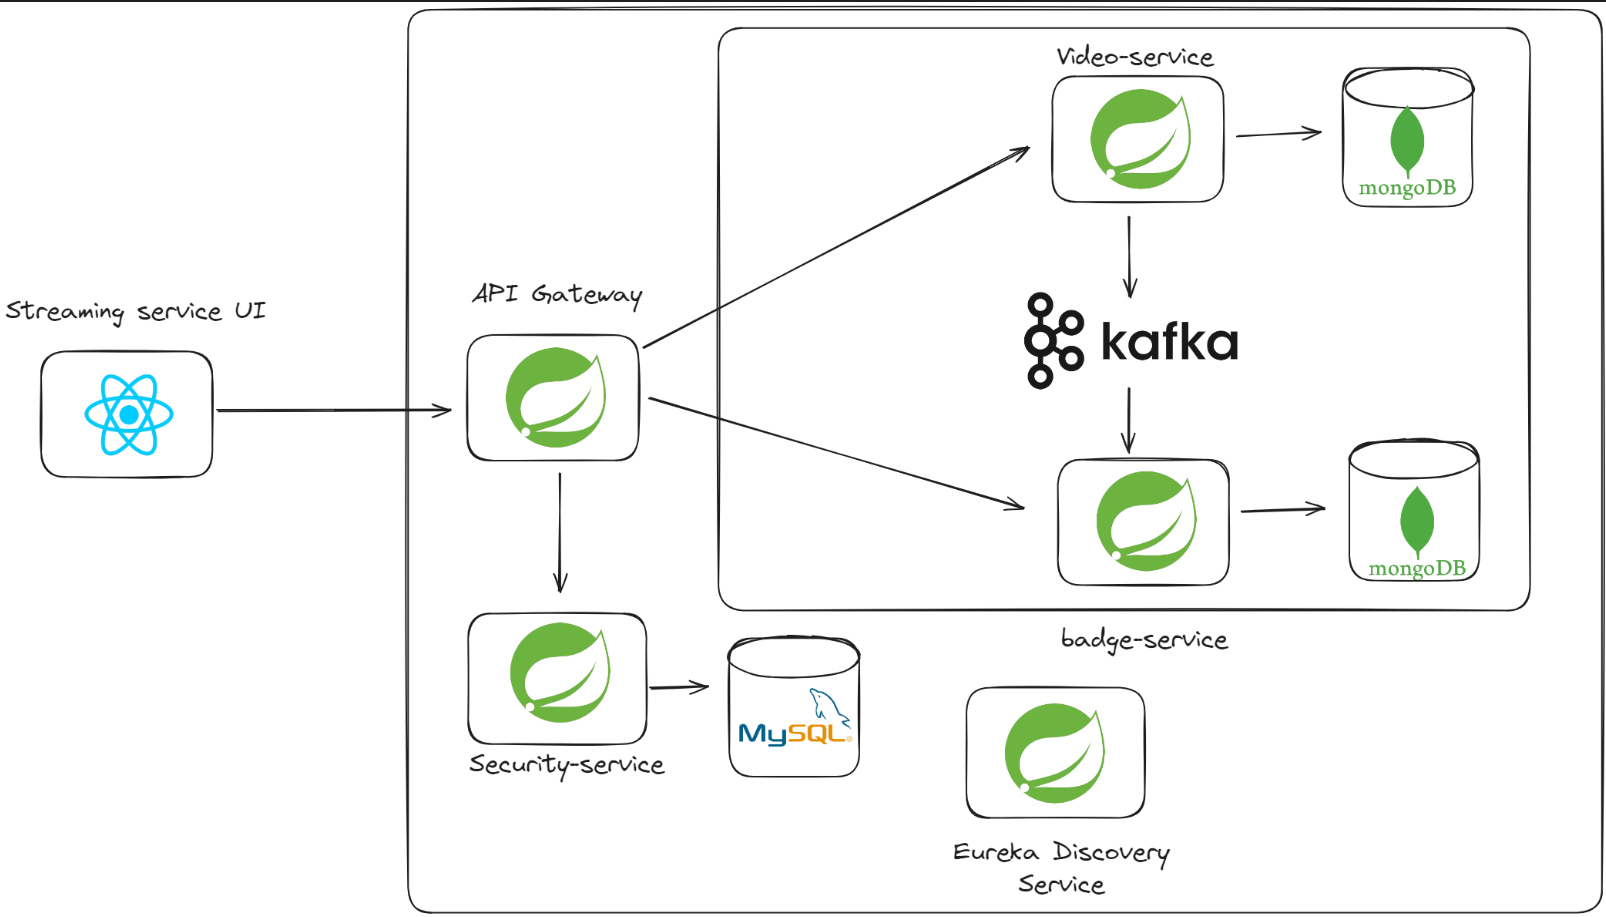 Video-service
mongoDB
Streaming service UI
API Gateway
kafka
mongoDB
badge-service
MySQL
Security-service
Eureka Discovery
Service